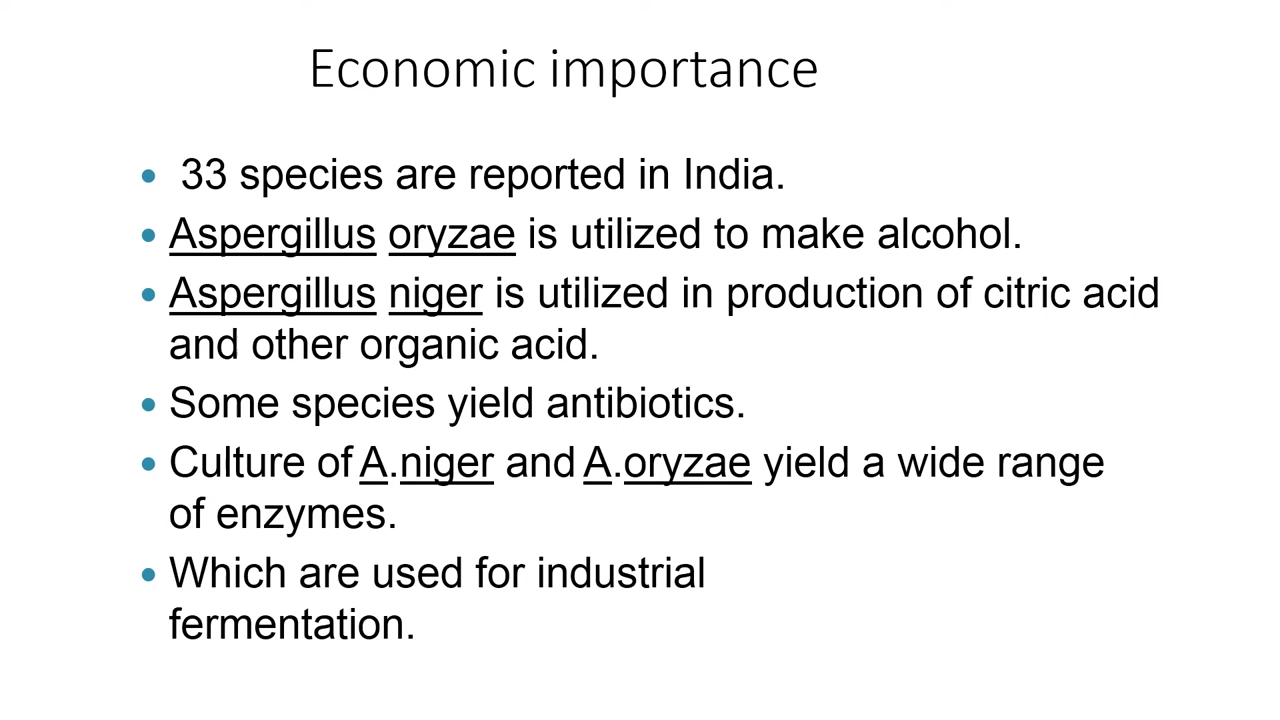 Economic importance
33 species are reported in India.
Aspergillus oryzae is utilized to make alcohol.
Aspergillus niger is utilized in production of citric acid
and other organic acid.
Some species yield antibiotics.
Culture of A.niger and A.oryzae yield a wide range
of enzymes.
Which are used for industrial
fermentation.